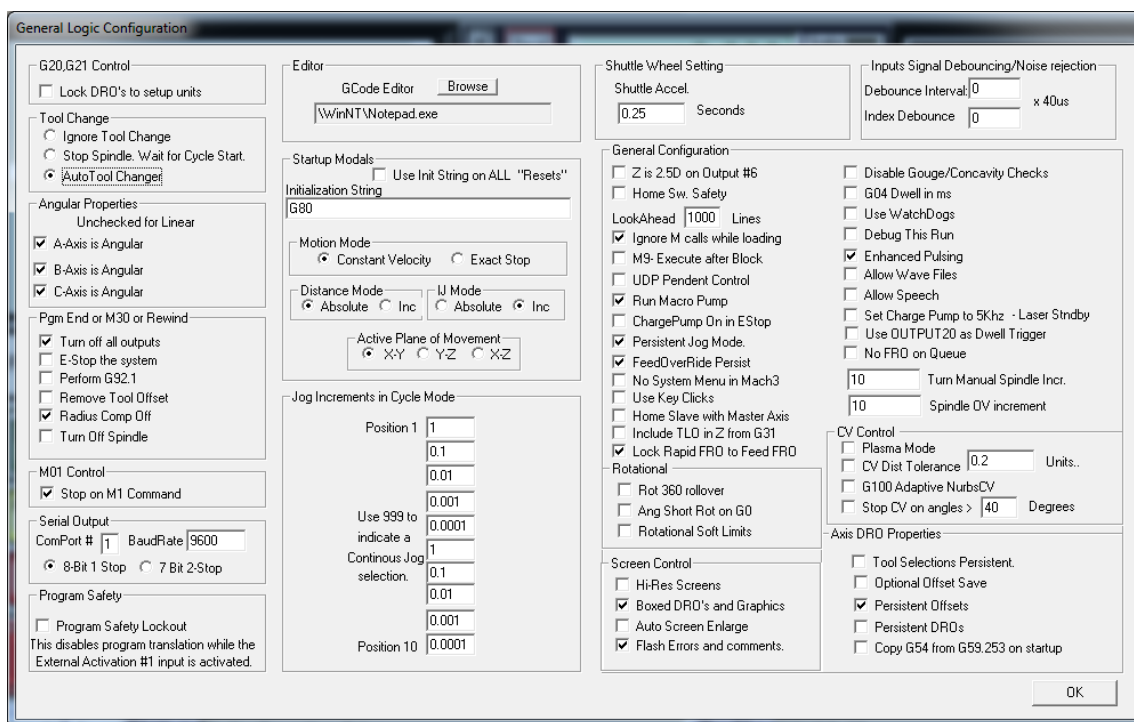 General Logic Configuration
G20,G21 Control
Lock DRO's to setup units
Tool Change
Ignore Tool Change
Stop Spindle. Wait for Cycle Start.
AutoTool Changer
Angular Properties
Unchecked for Linear
A-Axis is Angular
B-Axis is Angular
C-Axis is Angular
Pgm End or M30 or Rewind
Turn off all outputs
E-Stop the system
Perform G92.1
Remove Tool Offset
Radius Comp Off
Turn Off Spindle
M01 Control
Stop on M1 Command
Serial Output
ComPort # 1 BaudRate 9600
8-Bit 1 Stop 7 Bit 2-Stop
Program Safety
Program Safety Lockout
This disables program translation while the
External Activation #1 input is activated.
Editor
GCode Editor Browse
\WinNT\Notepad.exe
Startup Modals
Use Init String on ALL "Resets"
Initialization String
G80
Motion Mode
Constant Velocity Exact Stop
Distance Mode
Absolute Inc
IJ Mode
Absolute Inc
Active Plane of Movement
X-Y Y-Z X-Z
Jog Increments in Cycle Mode
Position 1 1
0.1
0.01
0.001
Use 999 to
indicate a
Continous Jog
selection.
0.0001
1
0.1
0.01
0.001
Position 10 0.0001
Shuttle Wheel Setting
Shuttle Accel.
0.25 Seconds
Inputs Signal Debouncing/Noise rejection
Debounce Interval: 0
x 40us
Index Debounce 0
General Configuration
Z is 2.5D on Output #6
Home Sw. Safety
LookAhead 1000 Lines
Ignore M calls while loading
M9- Execute after Block
UDP Pendent Control
Run Macro Pump
ChargePump On in EStop
Persistent Jog Mode.
FeedOverRide Persist
No System Menu in Mach3
Use Key Clicks
Home Slave with Master Axis
Include TLO in Z from G31
Lock Rapid FRO to Feed FRO
Disable Gouge/Concavity Checks
G04 Dwell in ms
Use WatchDogs
Debug This Run
Enhanced Pulsing
Allow Wave Files
Allow Speech
Set Charge Pump to 5Khz - Laser Stndby
Use OUTPUT20 as Dwell Trigger
No FRO on Queue
10 Turn Manual Spindle Incr.
10 Spindle OV increment
Rotational
Rot 360 rollover
Ang Short Rot on G0
Rotational Soft Limits
Screen Control
Hi-Res Screens
Boxed DRO's and Graphics
Auto Screen Enlarge
Flash Errors and comments.
CV Control
Plasma Mode
CV Dist Tolerance 0.2 Units..
G100 Adaptive NurbsCV
Stop CV on angles > 40 Degrees
Axis DRO Properties
Tool Selections Persistent.
Optional Offset Save
Persistent Offsets
Persistent DROs
Copy G54 from G59.253 on startup
OK